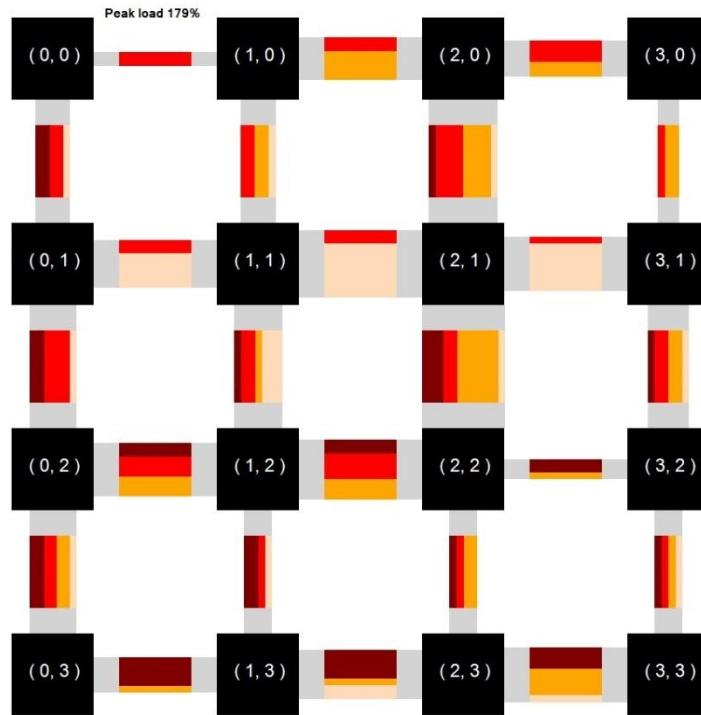 Peak load 179%
( 0, 0 ) ( 1, 0 ) ( 2, 0 ) ( 3, 0 )
( 0, 1 ) ( 1, 1 ) ( 2, 1 ) ( 3, 1 )
( 0, 2 ) ( 1, 2 ) ( 2, 2 ) ( 3, 2 )
( 0, 3 ) ( 1, 3 ) ( 2, 3 ) ( 3, 3 )